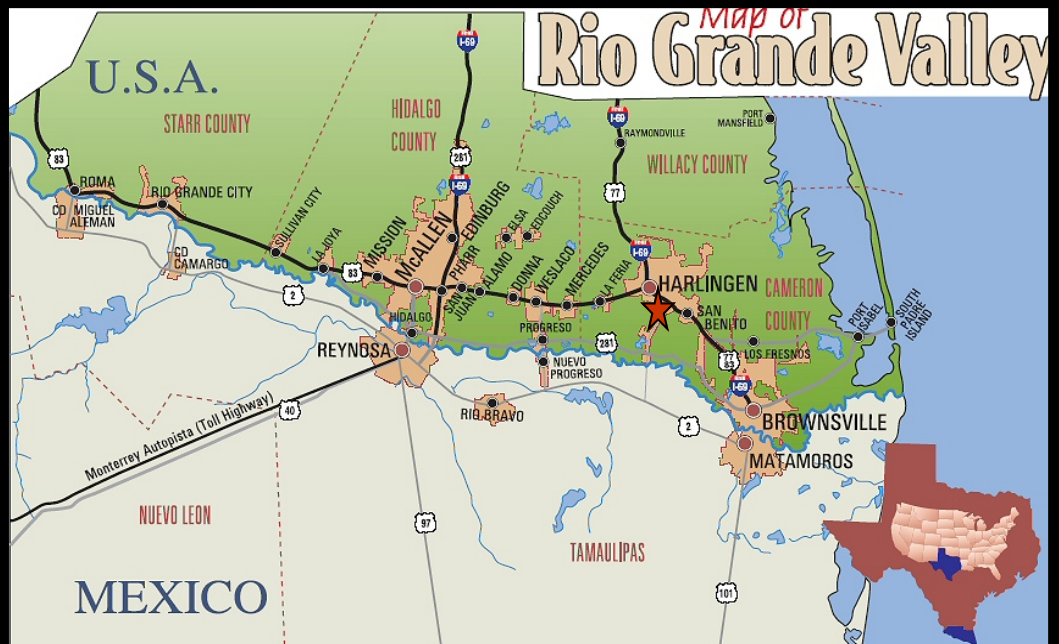 Map of
Rio Grande Valley
U.S.A.
STARR COUNTY
HIDALGO
COUNTY
WILLACY COUNTY
PORT
MANSFIELD
RAYMONDVILLE
I-69
I-69
281
I-69
77
I-69
83
ROMA
RIO GRANDE CITY
CD MIGUEL
ALEMAN
CD
CAMARGO
SULLIVAN CITY
LA JOYA
83
MISSION
McALLEN
EDINBURG
PHARR
SAN
JUAN
ALAMO
ELSA
EDCOUCH
DONNA
WESLACO
MERCEDES
LA FERIA
HARLINGEN
SAN
BENITO
CAMERON
COUNTY
PORT
ISABEL
SOUTH
PADRE
ISLAND
2
HIDALGO
PROGRESO
281
LOS FRESNOS
REYNOSA
NUEVO
PROGRESO
77
83
I-69
RIO BRAVO
BROWNSVILLE
2
MATAMOROS
Monterrey Autopista (Toll Highway)
40
NUEVO LEON
97
TAMAULIPAS
101
MEXICO